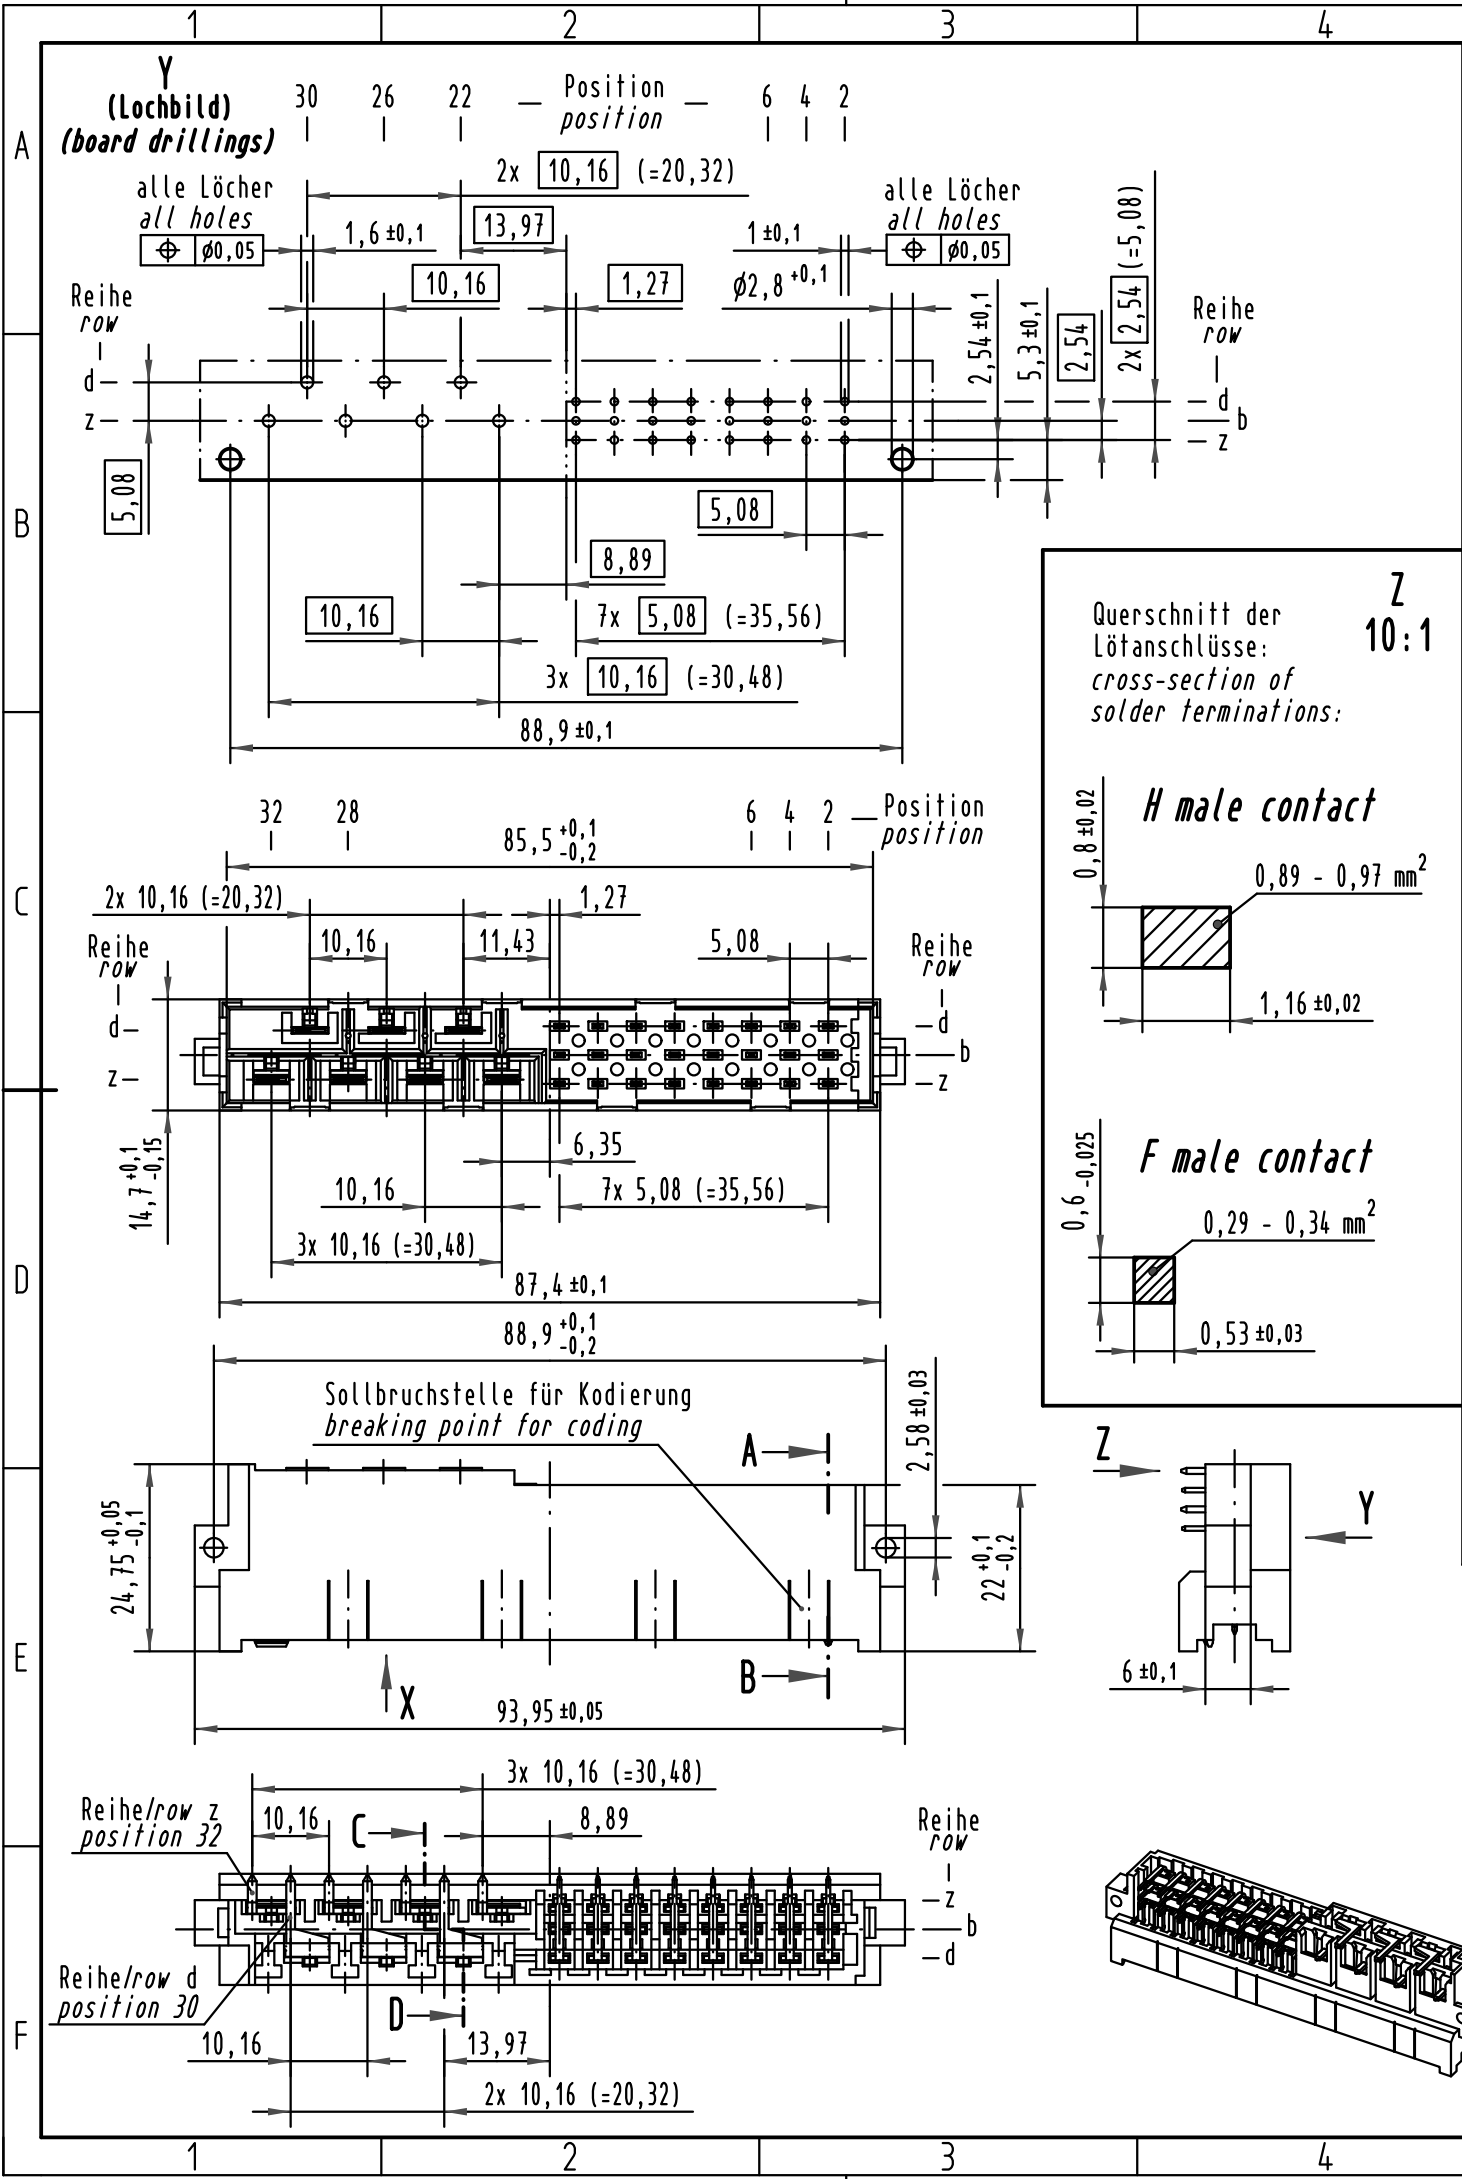 1 2 3 4
A
B
C
D
E
F
Y
(Lochbild)
(board drillings)
30 26 22 — Position — 6 4 2
position
2x 10,16 (=20,32)
alle Löcher
all holes
⌖ ø0,05
1,6 ±0,1
13,97
1 ±0,1
alle Löcher
all holes
⌖ ø0,05
10,16
1,27
ø2,8 +0,1
2,54 ±0,1
5,3 ±0,1
2,54
2x 2,54 (=5,08)
Reihe
row
d
z
Reihe
row
d
b
z
5,08
5,08
8,89
10,16
7x 5,08 (=35,56)
3x 10,16 (=30,48)
88,9 ±0,1
Z
10:1
Querschnitt der
Lötanschlüsse:
cross-section of
solder terminations:
H male contact
0,8 ±0,02
0,89 - 0,97 mm²
1,16 ±0,02
F male contact
0,6 -0,025
0,29 - 0,34 mm²
0,53 ±0,03
32 28 6 4 2 — Position
position
85,5 +0,1 -0,2
2x 10,16 (=20,32)
1,27
10,16
11,43
5,08
Reihe
row
d
z
Reihe
row
d
b
z
14,7 +0,1 -0,15
6,35
10,16
7x 5,08 (=35,56)
3x 10,16 (=30,48)
87,4 ±0,1
88,9 +0,1 -0,2
Sollbruchstelle für Kodierung
breaking point for coding
A
2,58 ±0,03
24,75 +0,05 -0,1
22 +0,1 -0,2
B
X
93,95 ±0,05
Z
Y
6 ±0,1
3x 10,16 (=30,48)
Reihe/row z
position 32
10,16
C
8,89
Reihe
row
z
b
d
Reihe/row d
position 30
D
10,16
13,97
2x 10,16 (=20,32)
1 2 3 4